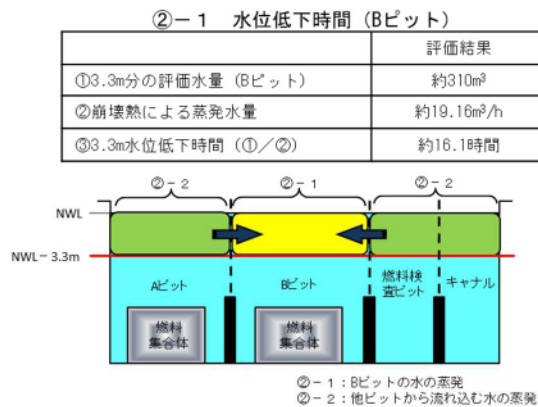 ②－１　水位低下時間（Bピット）
評価結果
①3.3m分の評価水量（Bピット）　約310m³
②崩壊熱による蒸発水量　約19.16m³/h
③3.3m水位低下時間（①／②）　約16.1時間
②－２　②－１　②－２
NWL
NWL－3.3m
Aピット　Bピット　燃料検査ピット　キャナル
燃料集合体　燃料集合体
②－１：Bピットの水の蒸発
②－２：他ピットから流れ込む水の蒸発